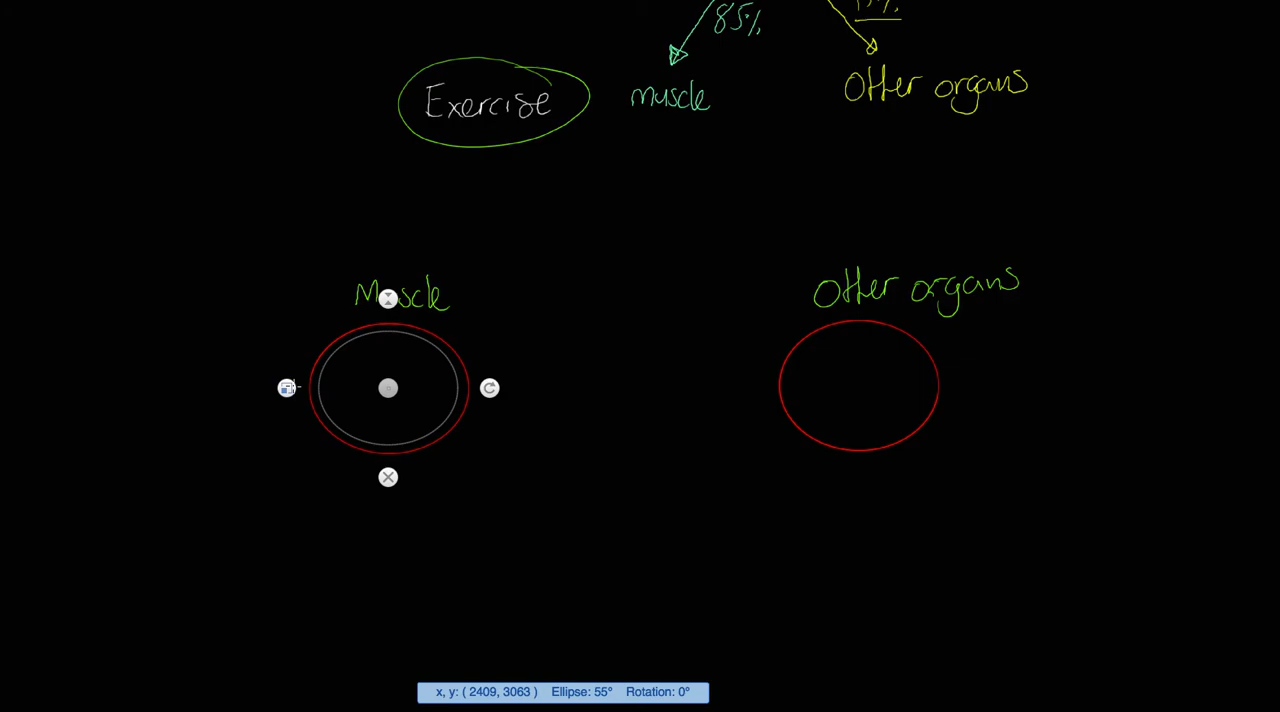 85%
Exercise
muscle
Other organs
Muscle
Other organs
x, y: ( 2409, 3063 ) Ellipse: 55° Rotation: 0°